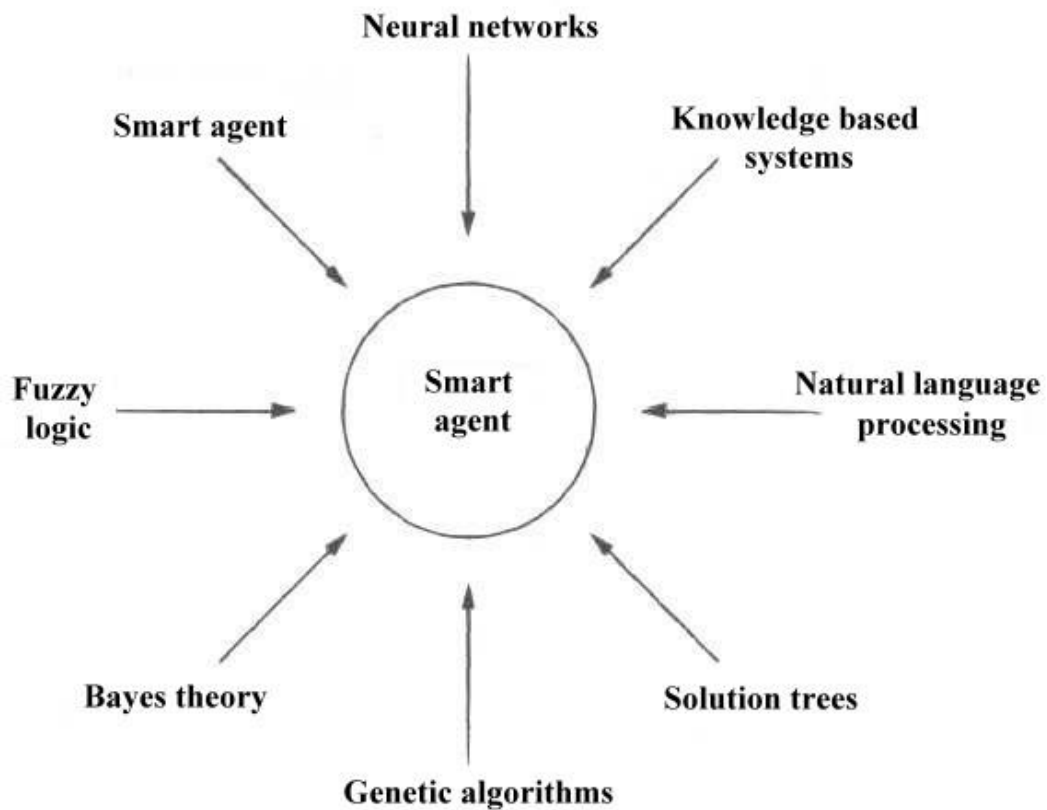 Neural networks
Smart agent
Knowledge based
systems
Fuzzy
logic
Smart
agent
Natural language
processing
Bayes theory
Solution trees
Genetic algorithms